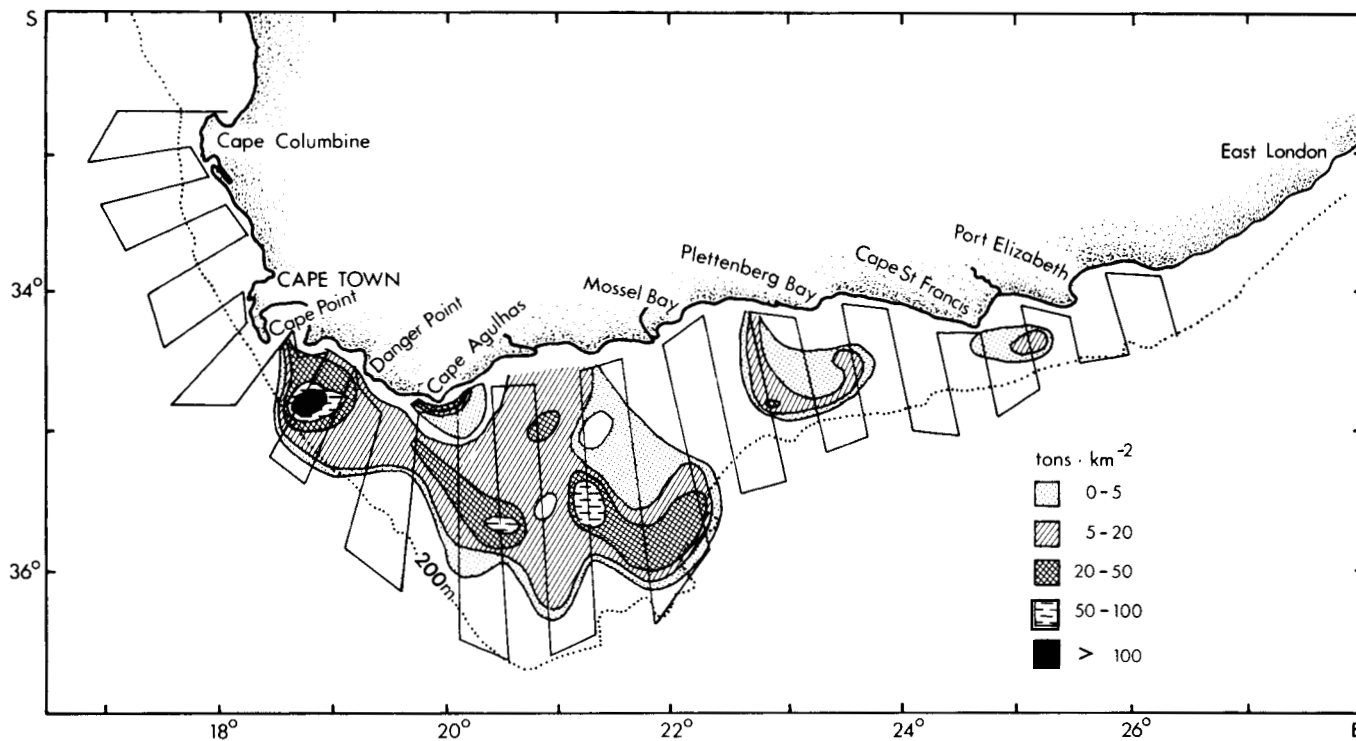 S
Cape Columbine
East London
Port Elizabeth
Cape St Francis
Plettenberg Bay
Mossel Bay
34°
CAPE TOWN
Cape Point
Danger Point
Cape Agulhas
tons · km⁻²
0 – 5
5 – 20
20 – 50
50 – 100
> 100
36°
200m
18°
20°
22°
24°
26°
E